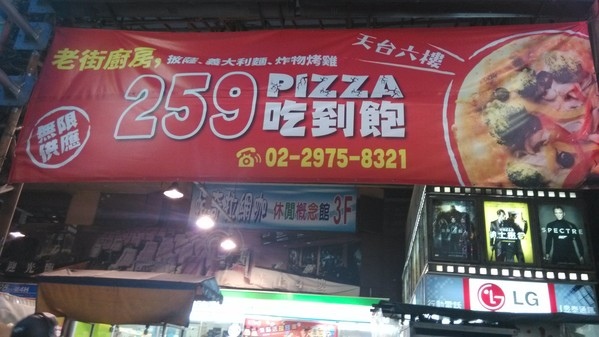 老街廚房,
披薩、義大利麵、炸物烤雞
天台六樓
259 PIZZA
吃到飽
無限
供應
02-2975-8321
休閒概念館 3F
SPECTRE
LG